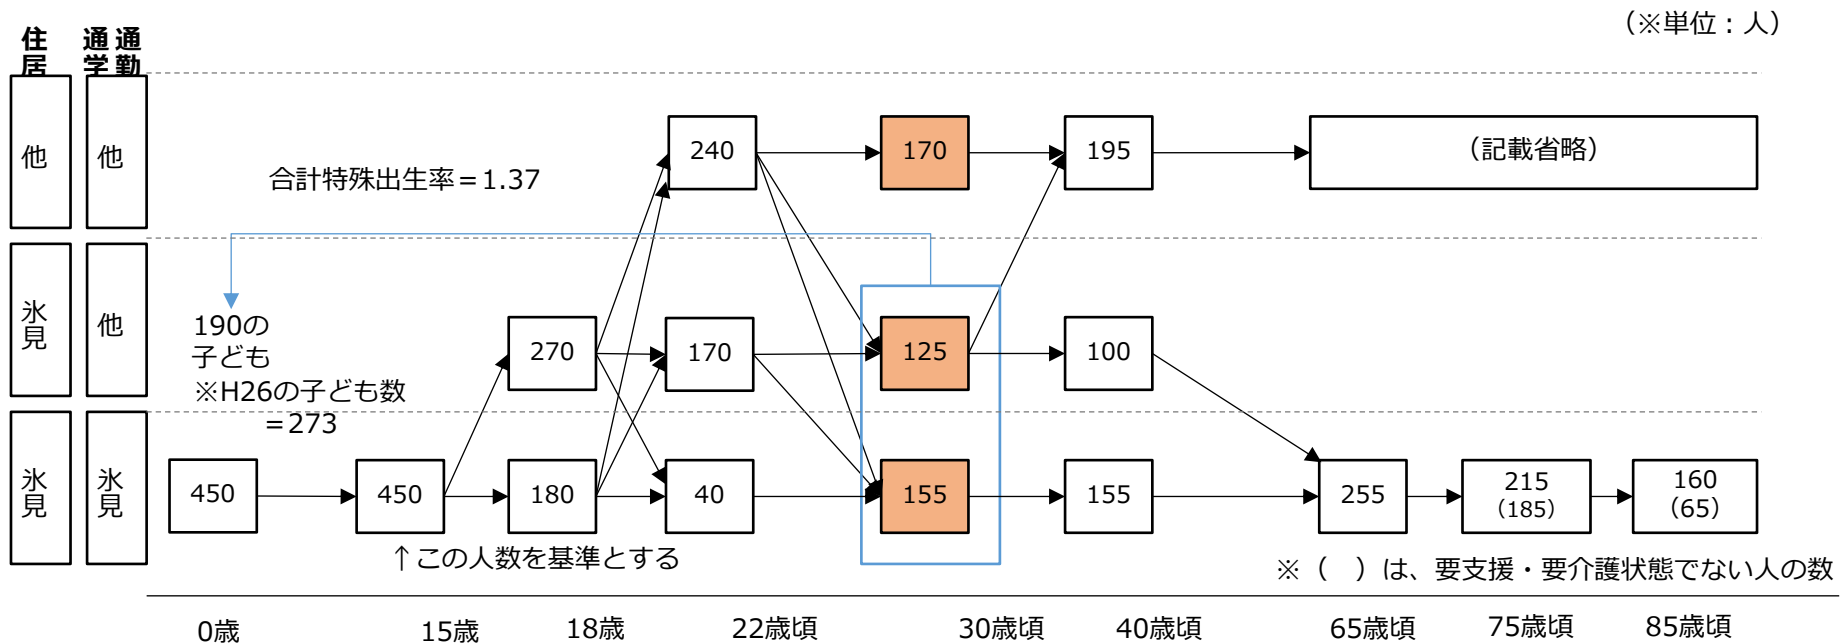 （※単位：人）
住居
通学
通勤
他
他
240
170
195
（記載省略）
合計特殊出生率＝1.37
氷見
他
190の
子ども
※H26の子ども数
＝273
270
170
125
100
氷見
氷見
450
450
180
40
155
155
255
215
（185）
160
（65）
↑この人数を基準とする
※（　）は、要支援・要介護状態でない人の数
0歳
15歳
18歳
22歳頃
30歳頃
40歳頃
65歳頃
75歳頃
85歳頃